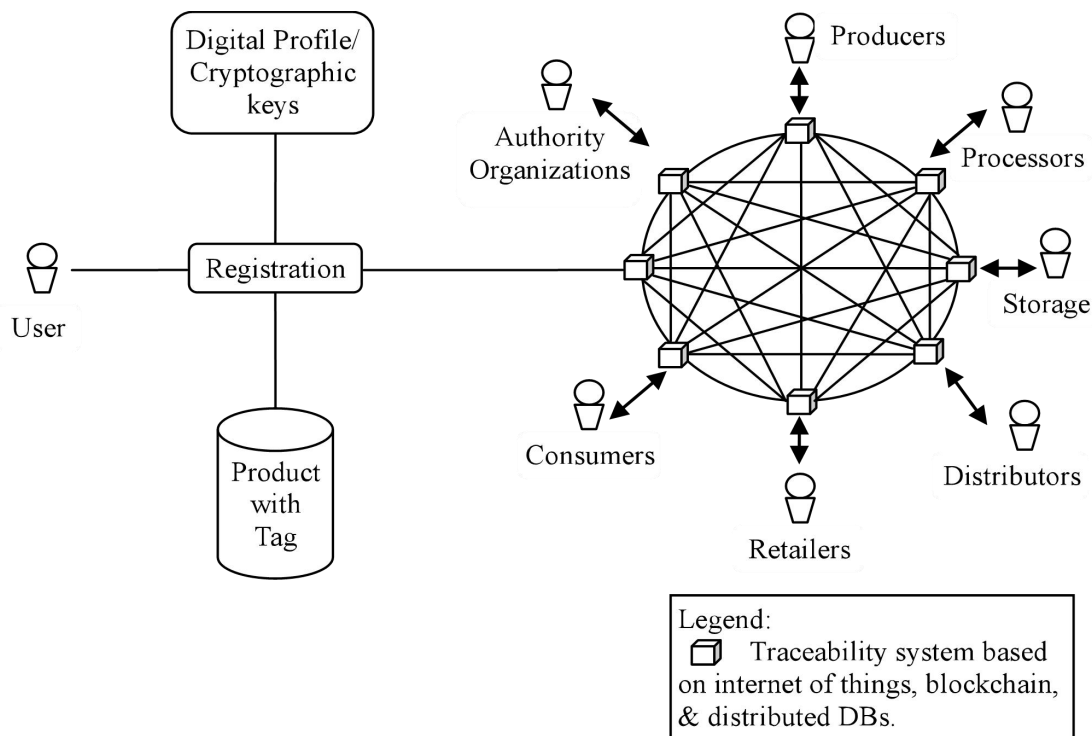 Digital Profile/
Cryptographic
keys
Producers
Authority
Organizations
Processors
Registration
User
Storage
Consumers
Product
with
Tag
Distributors
Retailers
Legend:
Traceability system based
on internet of things, blockchain,
& distributed DBs.